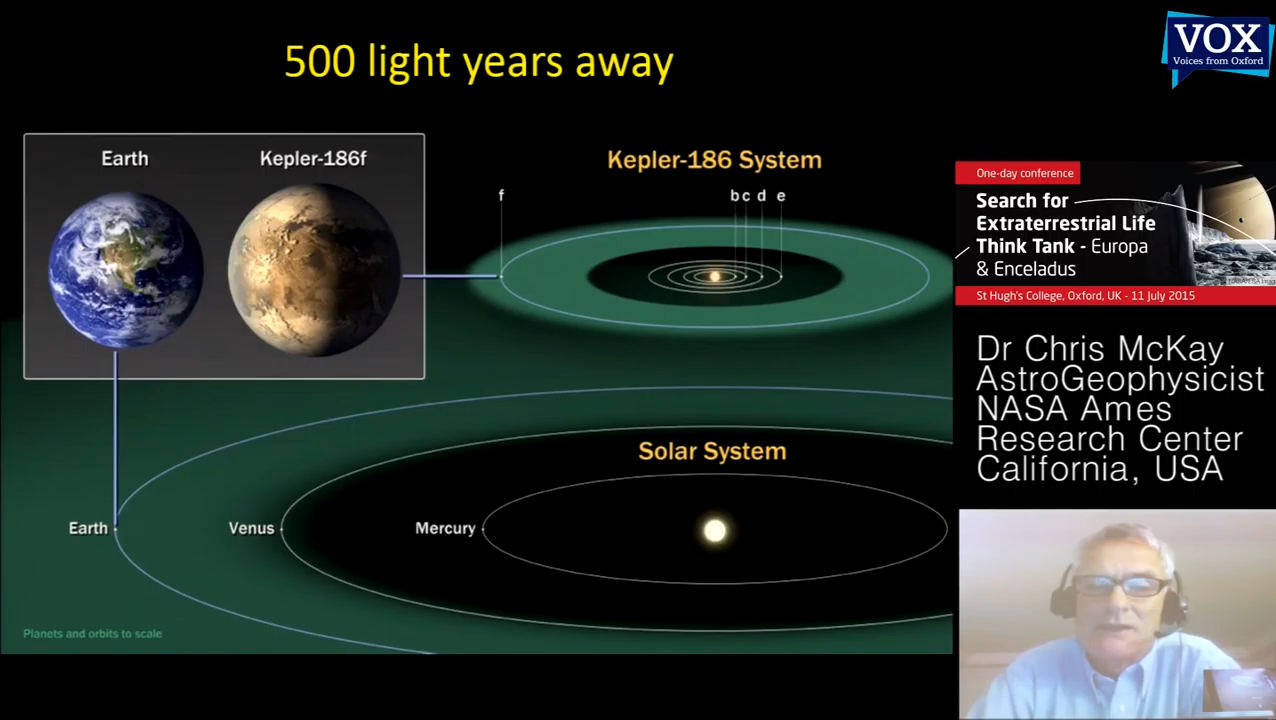 500 light years away
VOX
Voices from Oxford
Earth
Kepler-186f
Kepler-186 System
f
b c d e
Solar System
Earth
Venus
Mercury
Planets and orbits to scale
One-day conference
Search for
Extraterrestrial Life
Think Tank - Europa
& Enceladus
St Hugh's College, Oxford, UK - 11 July 2015
Dr Chris McKay
AstroGeophysicist
NASA Ames
Research Center
California, USA